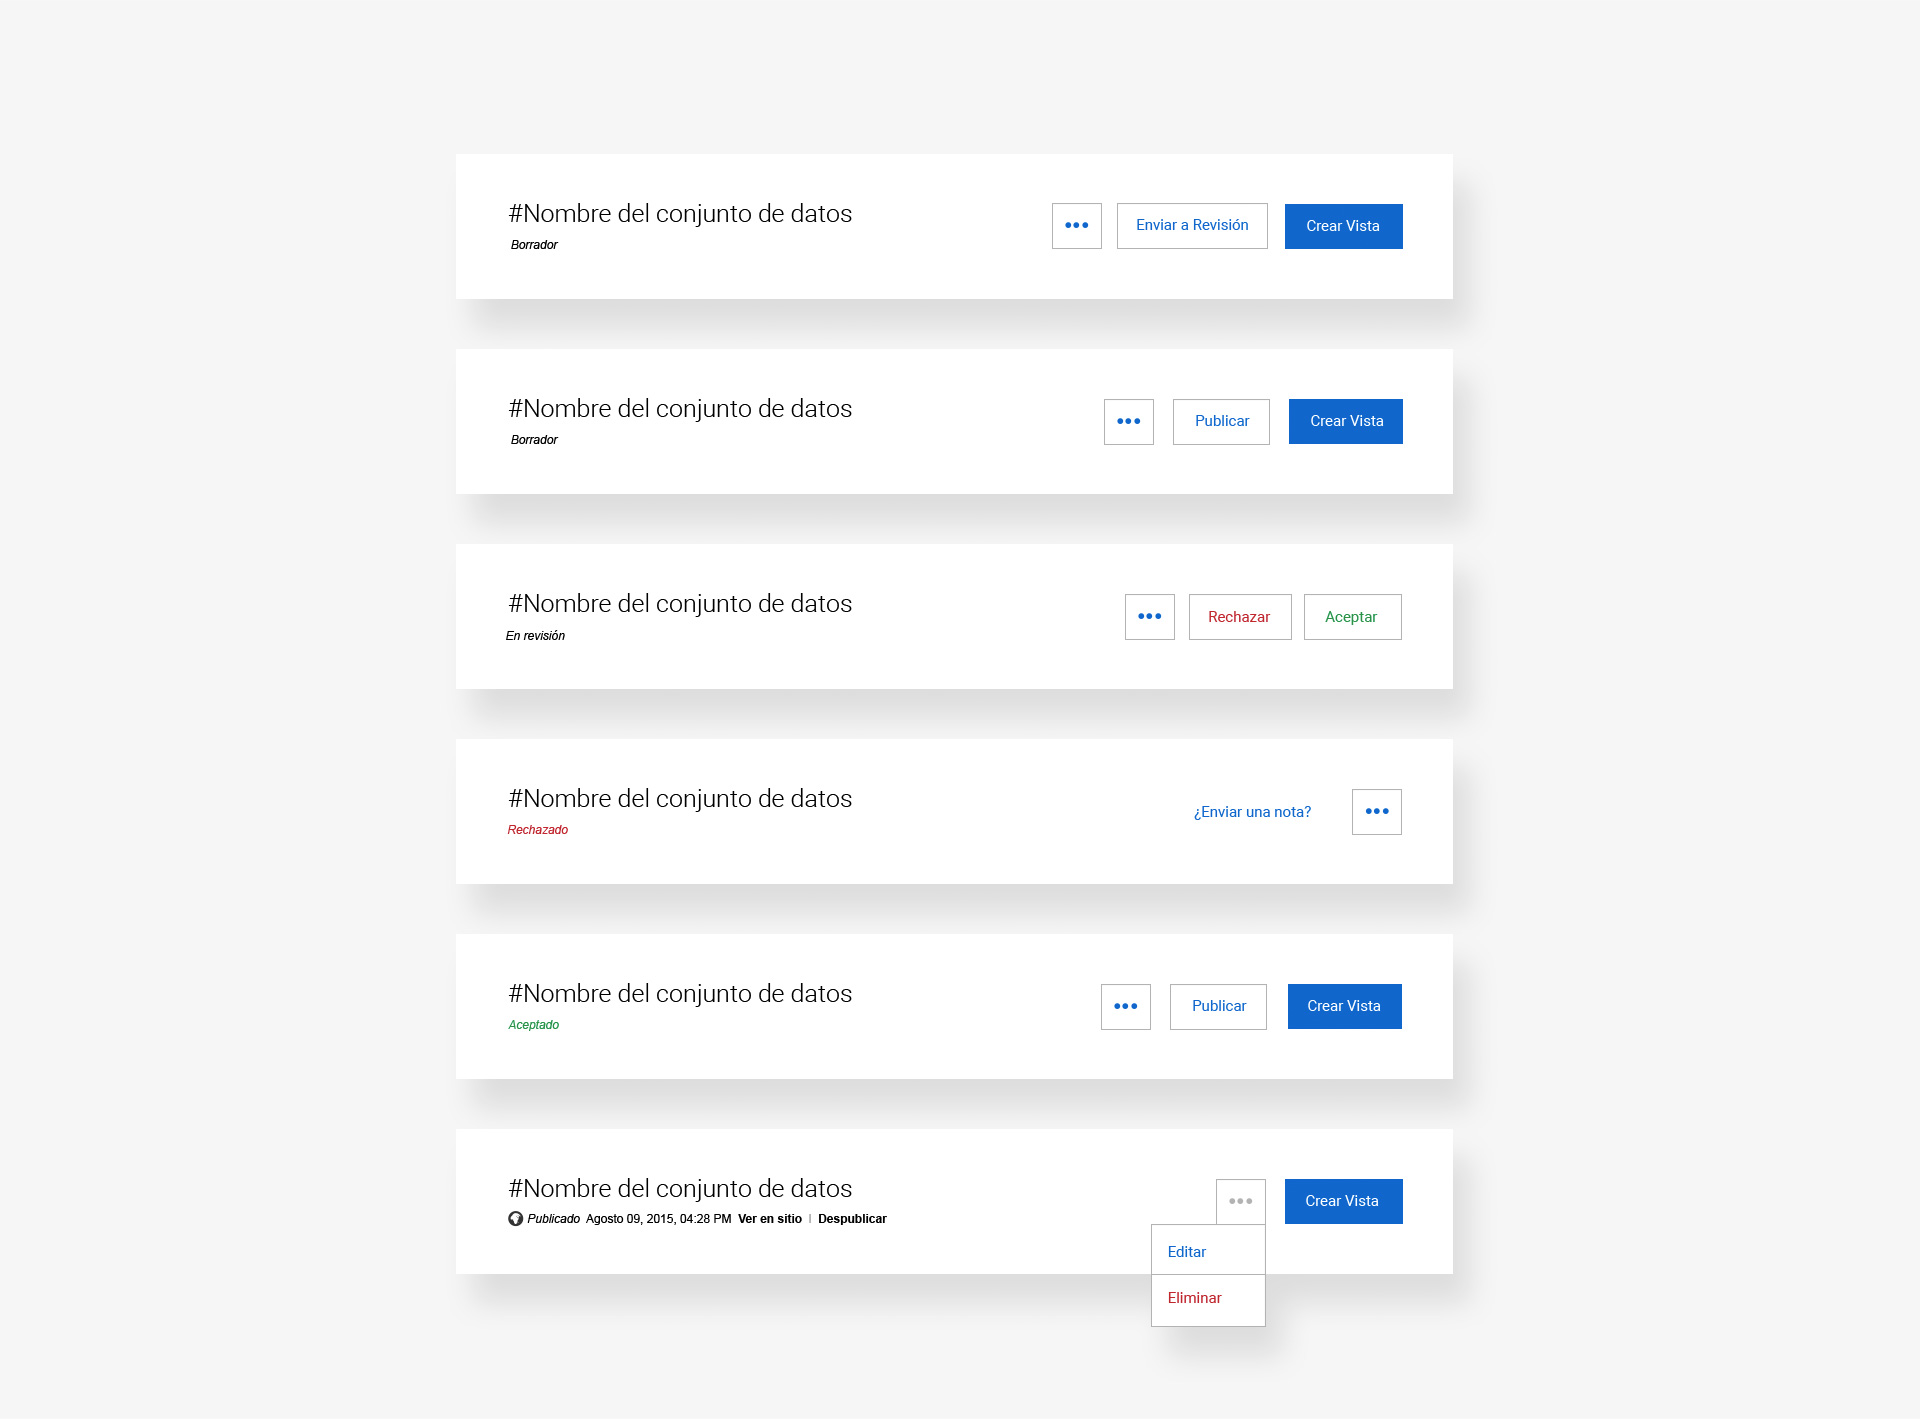 #Nombre del conjunto de datos
Borrador
••• Enviar a Revisión Crear Vista
#Nombre del conjunto de datos
Borrador
••• Publicar Crear Vista
#Nombre del conjunto de datos
En revisión
••• Rechazar Aceptar
#Nombre del conjunto de datos
Rechazado
¿Enviar una nota? •••
#Nombre del conjunto de datos
Aceptado
••• Publicar Crear Vista
#Nombre del conjunto de datos
Publicado Agosto 09, 2015, 04:28 PM Ver en sitio | Despublicar
••• Crear Vista
Editar
Eliminar